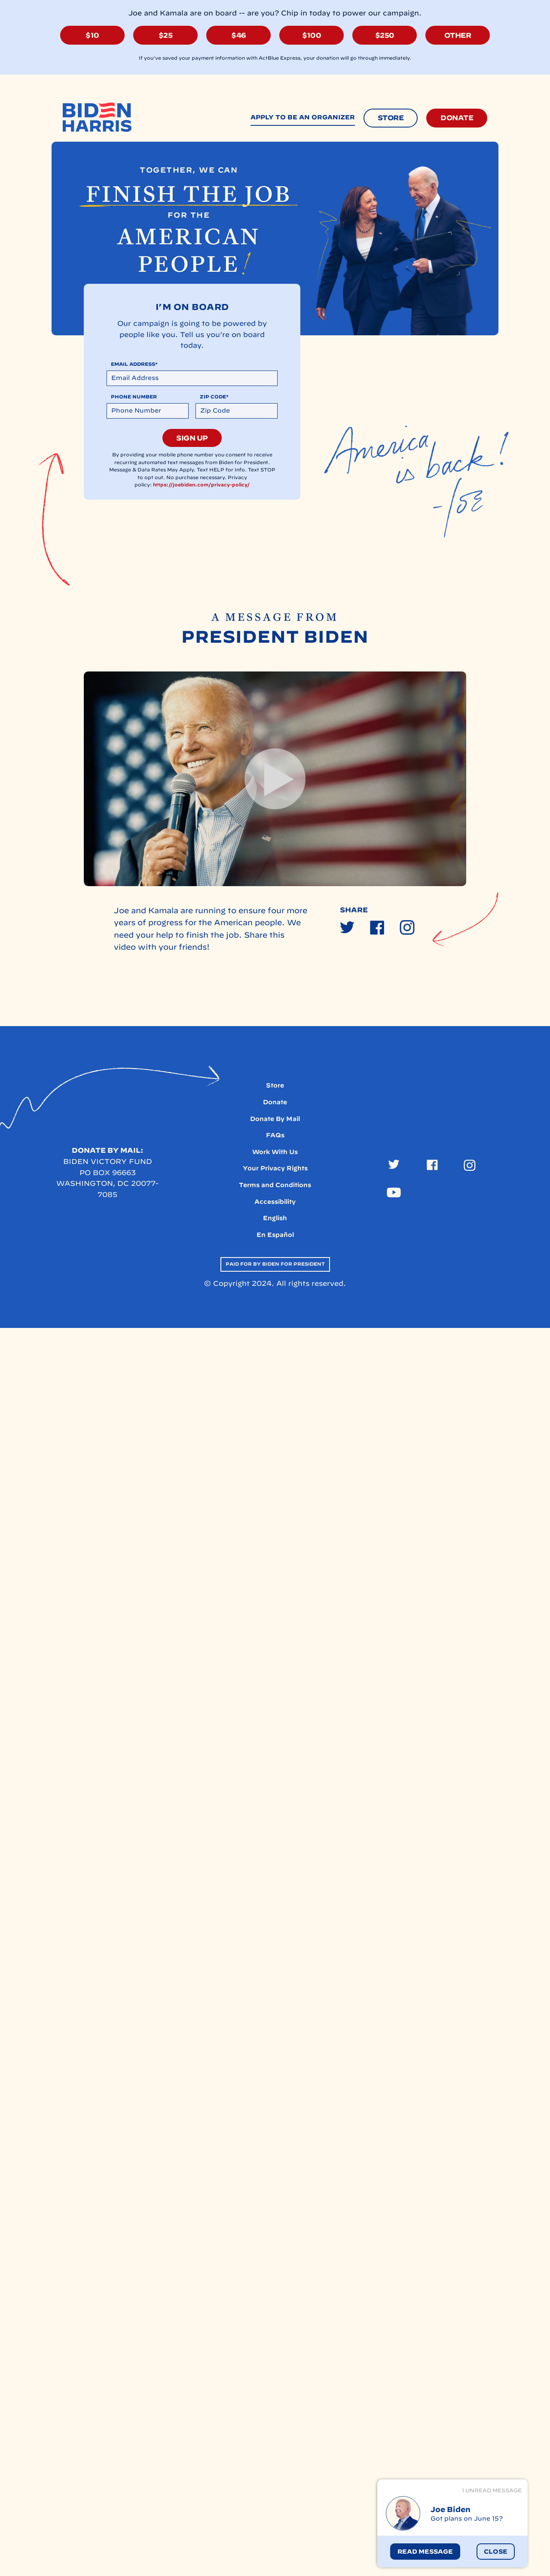 Joe and Kamala are on board -- are you? Chip in today to power our campaign.
$10 $25 $46 $100 $250 OTHER
If you've saved your payment information with ActBlue Express, your donation will go through immediately.
BIDEN
HARRIS
APPLY TO BE AN ORGANIZER STORE DONATE
TOGETHER, WE CAN
FINISH THE JOB
FOR THE
AMERICAN
PEOPLE!
I'M ON BOARD
Our campaign is going to be powered by
people like you. Tell us you're on board
today.
EMAIL ADDRESS*
Email Address
PHONE NUMBER ZIP CODE*
Phone Number Zip Code
SIGN UP
By providing your mobile phone number you consent to receive
recurring automated text messages from Biden for President.
Message & Data Rates May Apply. Text HELP for Info. Text STOP
to opt out. No purchase necessary. Privacy
policy: https://joebiden.com/privacy-policy/
America
is back!
-JOE
A MESSAGE FROM
PRESIDENT BIDEN
Joe and Kamala are running to ensure four more
years of progress for the American people. We
need your help to finish the job. Share this
video with your friends!
SHARE
Store
Donate
Donate By Mail
FAQs
Work With Us
Your Privacy Rights
Terms and Conditions
Accessibility
English
En Español
DONATE BY MAIL:
BIDEN VICTORY FUND
PO BOX 96663
WASHINGTON, DC 20077-
7085
PAID FOR BY BIDEN FOR PRESIDENT
© Copyright 2024. All rights reserved.
1 UNREAD MESSAGE
Joe Biden
Got plans on June 15?
READ MESSAGE CLOSE